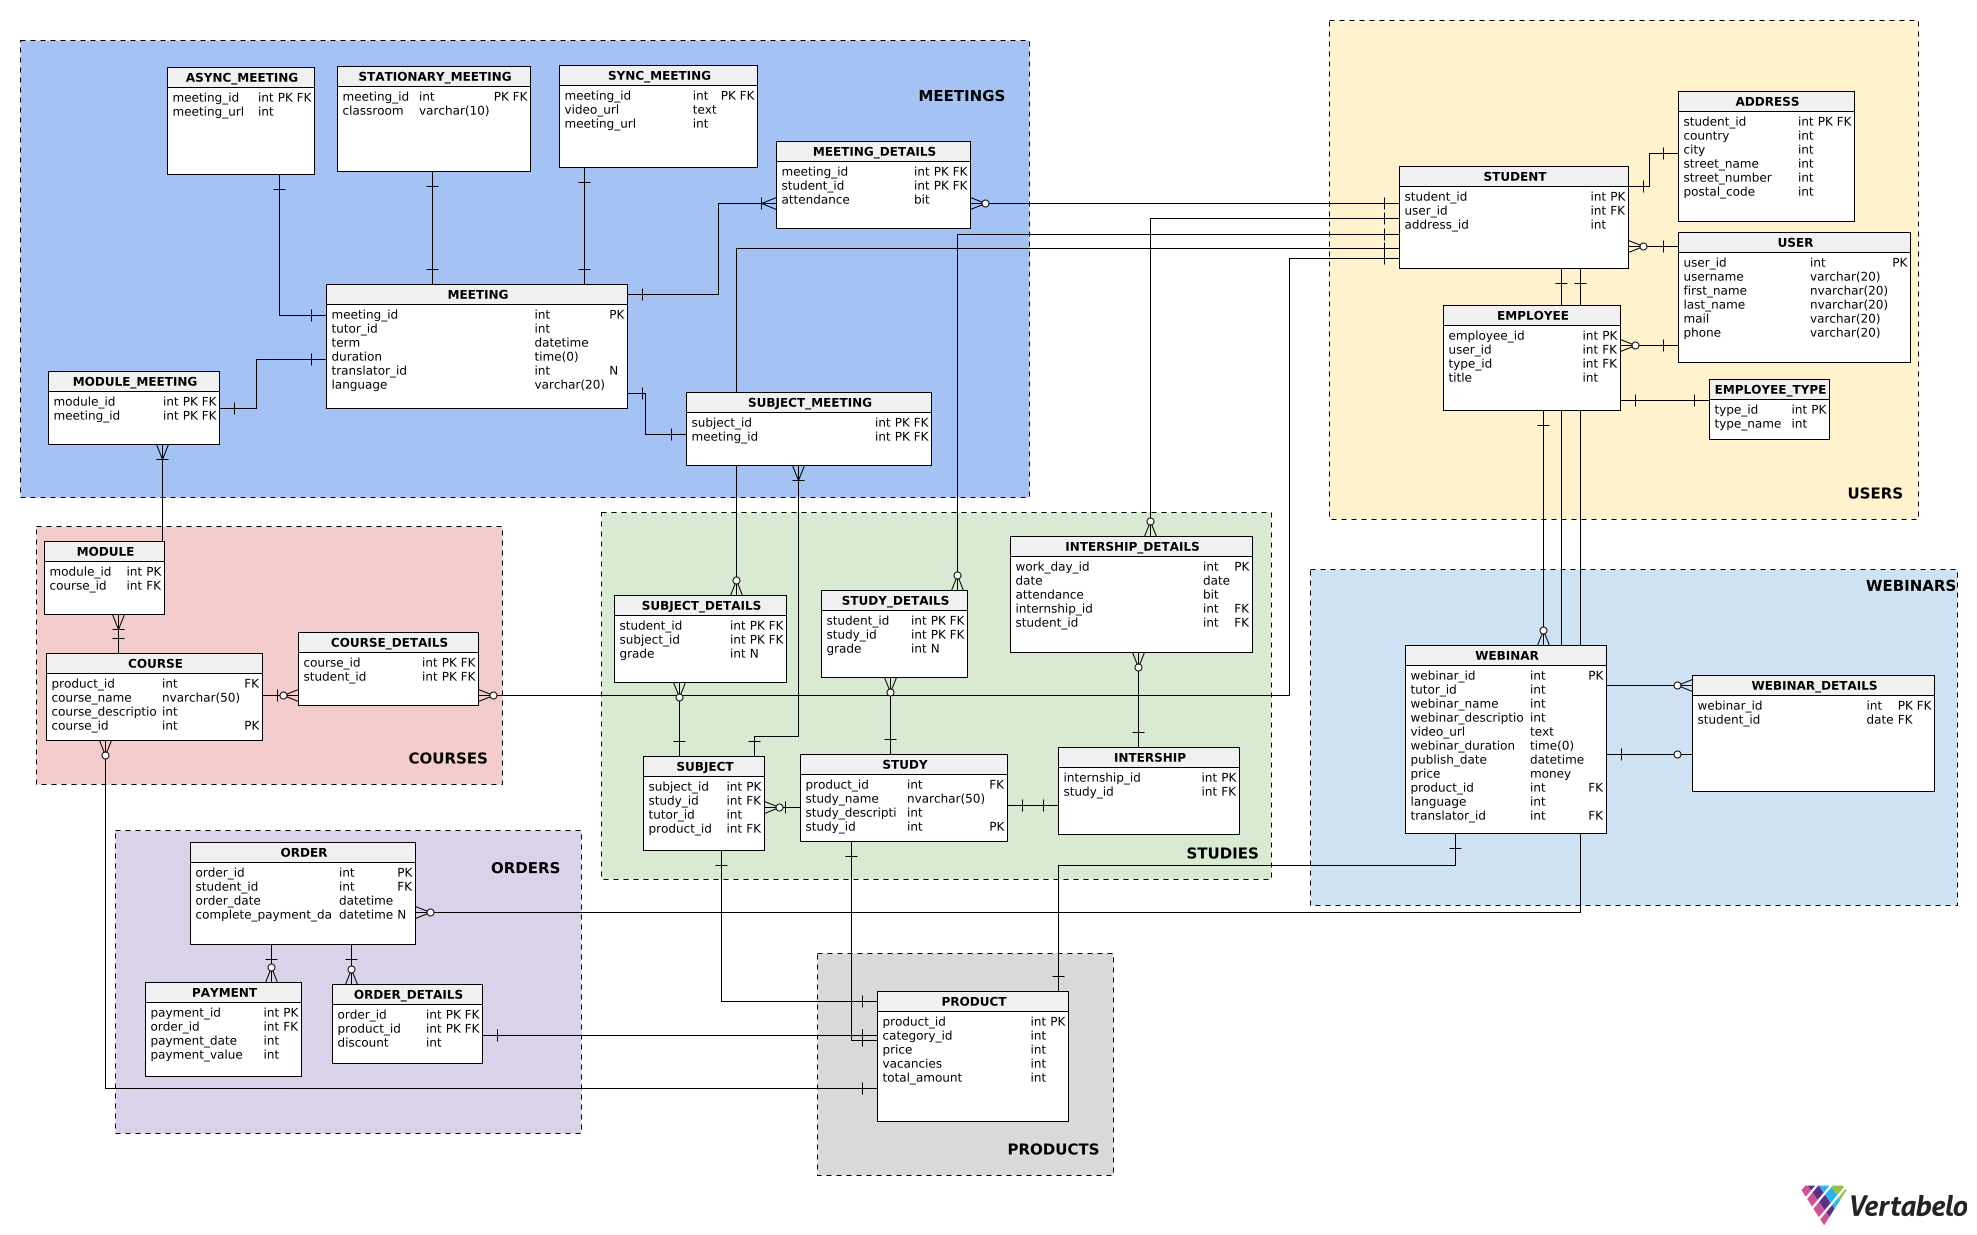 MEETINGS
ASYNC_MEETING
meeting_id int PK FK
meeting_url int
STATIONARY_MEETING
meeting_id int PK FK
classroom varchar(10)
SYNC_MEETING
meeting_id int PK FK
video_url text
meeting_url int
MEETING_DETAILS
meeting_id int PK FK
student_id int PK FK
attendance bit
MEETING
meeting_id int PK
tutor_id int
term datetime
duration time(0)
translator_id int N
language varchar(20)
MODULE_MEETING
module_id int PK FK
meeting_id int PK FK
SUBJECT_MEETING
subject_id int PK FK
meeting_id int PK FK
ADDRESS
student_id int PK FK
country int
city int
street_name int
street_number int
postal_code int
STUDENT
student_id int PK
user_id int FK
address_id int
USER
user_id int PK
username varchar(20)
first_name nvarchar(20)
last_name nvarchar(20)
mail varchar(20)
phone varchar(20)
EMPLOYEE
employee_id int PK
user_id int FK
type_id int FK
title int
EMPLOYEE_TYPE
type_id int PK
type_name int
USERS
MODULE
module_id int PK
course_id int FK
COURSE
product_id int FK
course_name nvarchar(50)
course_descriptio int
course_id int PK
COURSE_DETAILS
course_id int PK FK
student_id int PK FK
COURSES
SUBJECT_DETAILS
student_id int PK FK
subject_id int PK FK
grade int N
STUDY_DETAILS
student_id int PK FK
study_id int PK FK
grade int N
INTERSHIP_DETAILS
work_day_id int PK
date date
attendance bit
internship_id int FK
student_id int FK
SUBJECT
subject_id int PK
study_id int FK
tutor_id int
product_id int FK
STUDY
product_id int FK
study_name nvarchar(50)
study_descripti int
study_id int PK
INTERSHIP
internship_id int PK
study_id int FK
STUDIES
WEBINARS
WEBINAR
webinar_id int PK
tutor_id int
webinar_name int
webinar_descriptio int
video_url text
webinar_duration time(0)
publish_date datetime
price money
product_id int FK
language int
translator_id int FK
WEBINAR_DETAILS
webinar_id int PK FK
student_id date FK
ORDERS
ORDER
order_id int PK
student_id int FK
order_date datetime
complete_payment_da datetime N
PAYMENT
payment_id int PK
order_id int FK
payment_date int
payment_value int
ORDER_DETAILS
order_id int PK FK
product_id int PK FK
discount int
PRODUCT
product_id int PK
category_id int
price int
vacancies int
total_amount int
PRODUCTS
Vertabelo